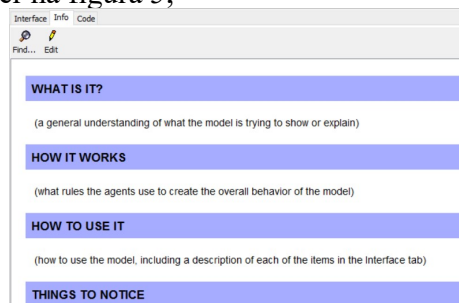 na figura 3,
Interface Info Code
Find... Edit
WHAT IS IT?
(a general understanding of what the model is trying to show or explain)
HOW IT WORKS
(what rules the agents use to create the overall behavior of the model)
HOW TO USE IT
(how to use the model, including a description of each of the items in the Interface tab)
THINGS TO NOTICE